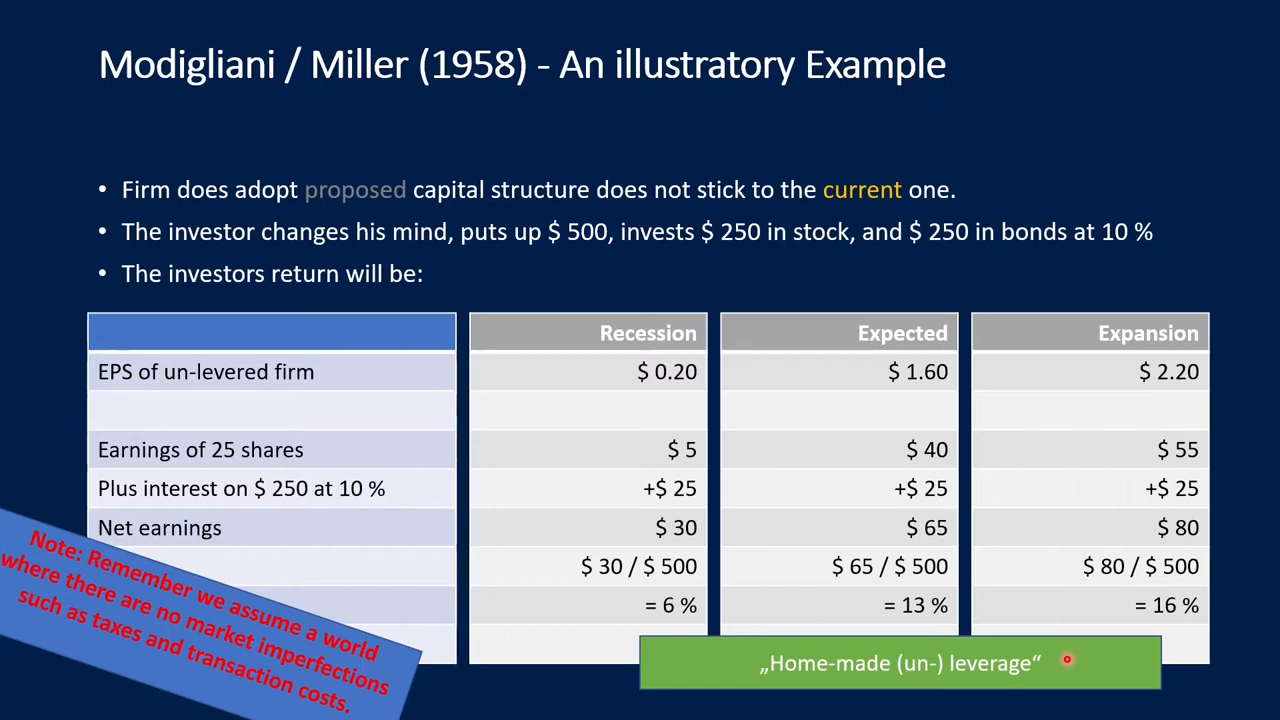 Modigliani / Miller (1958) - An illustratory Example
• Firm does adopt proposed capital structure does not stick to the current one.
• The investor changes his mind, puts up $ 500, invests $ 250 in stock, and $ 250 in bonds at 10 %
• The investors return will be:
Recession Expected Expansion
EPS of un-levered firm $ 0.20 $ 1.60 $ 2.20
Earnings of 25 shares $ 5 $ 40 $ 55
Plus interest on $ 250 at 10 % +$ 25 +$ 25 +$ 25
Net earnings $ 30 $ 65 $ 80
$ 30 / $ 500 $ 65 / $ 500 $ 80 / $ 500
= 6 % = 13 % = 16 %
Note: Remember we assume a world
where there are no market imperfections
such as taxes and transaction costs.
„Home-made (un-) leverage“